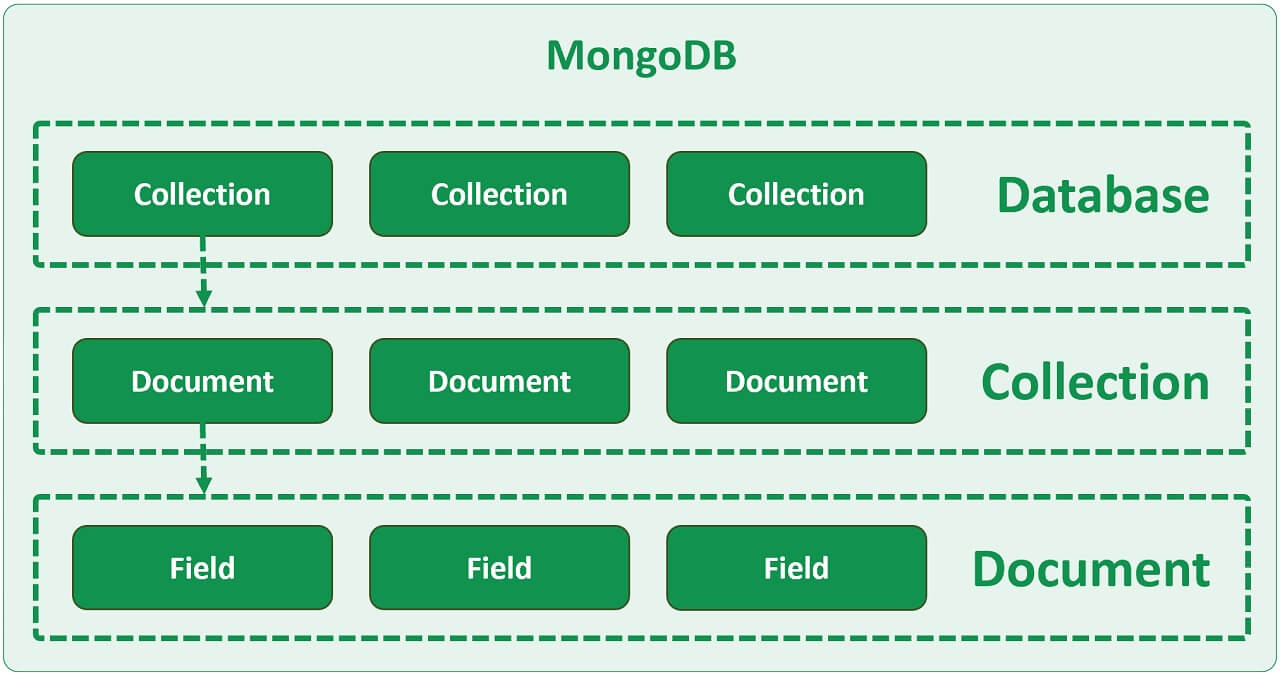 MongoDB
Collection Collection Collection Database
Document Document Document Collection
Field Field Field Document